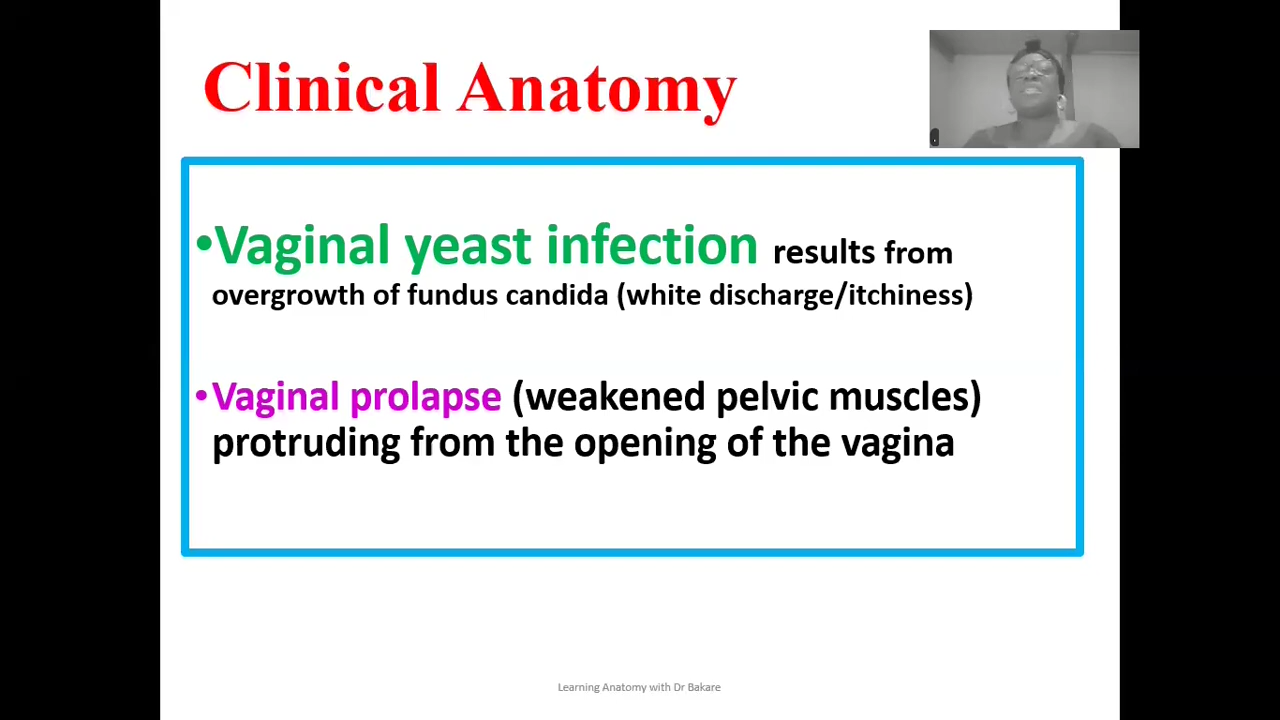 Clinical Anatomy
•Vaginal yeast infection results from
overgrowth of fundus candida (white discharge/itchiness)
•Vaginal prolapse (weakened pelvic muscles)
protruding from the opening of the vagina
Learning Anatomy with Dr Bakare